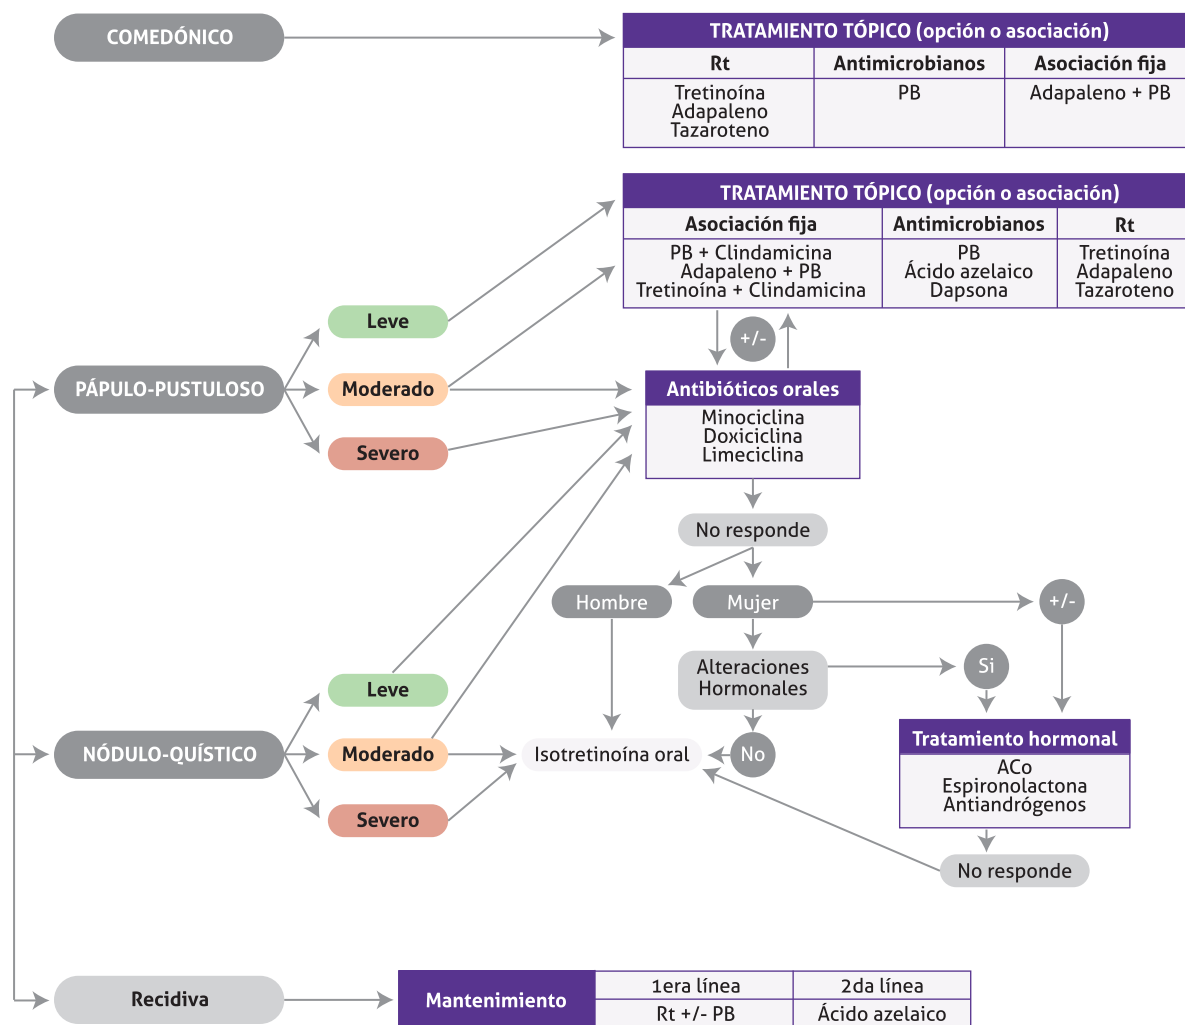 COMEDÓNICO
TRATAMIENTO TÓPICO (opción o asociación)
Rt
Antimicrobianos
Asociación fija
Tretinoína
Adapaleno
Tazaroteno
PB
Adapaleno + PB
TRATAMIENTO TÓPICO (opción o asociación)
Asociación fija
Antimicrobianos
Rt
PB + Clindamicina
Adapaleno + PB
Tretinoína + Clindamicina
PB
Ácido azelaico
Dapsona
Tretinoína
Adapaleno
Tazaroteno
+/-
PÁPULO-PUSTULOSO
Leve
Moderado
Severo
Antibióticos orales
Minociclina
Doxiciclina
Limeciclina
No responde
Hombre
Mujer
+/-
Alteraciones
Hormonales
Si
No
Isotretinoína oral
NÓDULO-QUÍSTICO
Leve
Moderado
Severo
Tratamiento hormonal
ACo
Espironolactona
Antiandrógenos
No responde
Recidiva
Mantenimiento
1era línea
2da línea
Rt +/- PB
Ácido azelaico